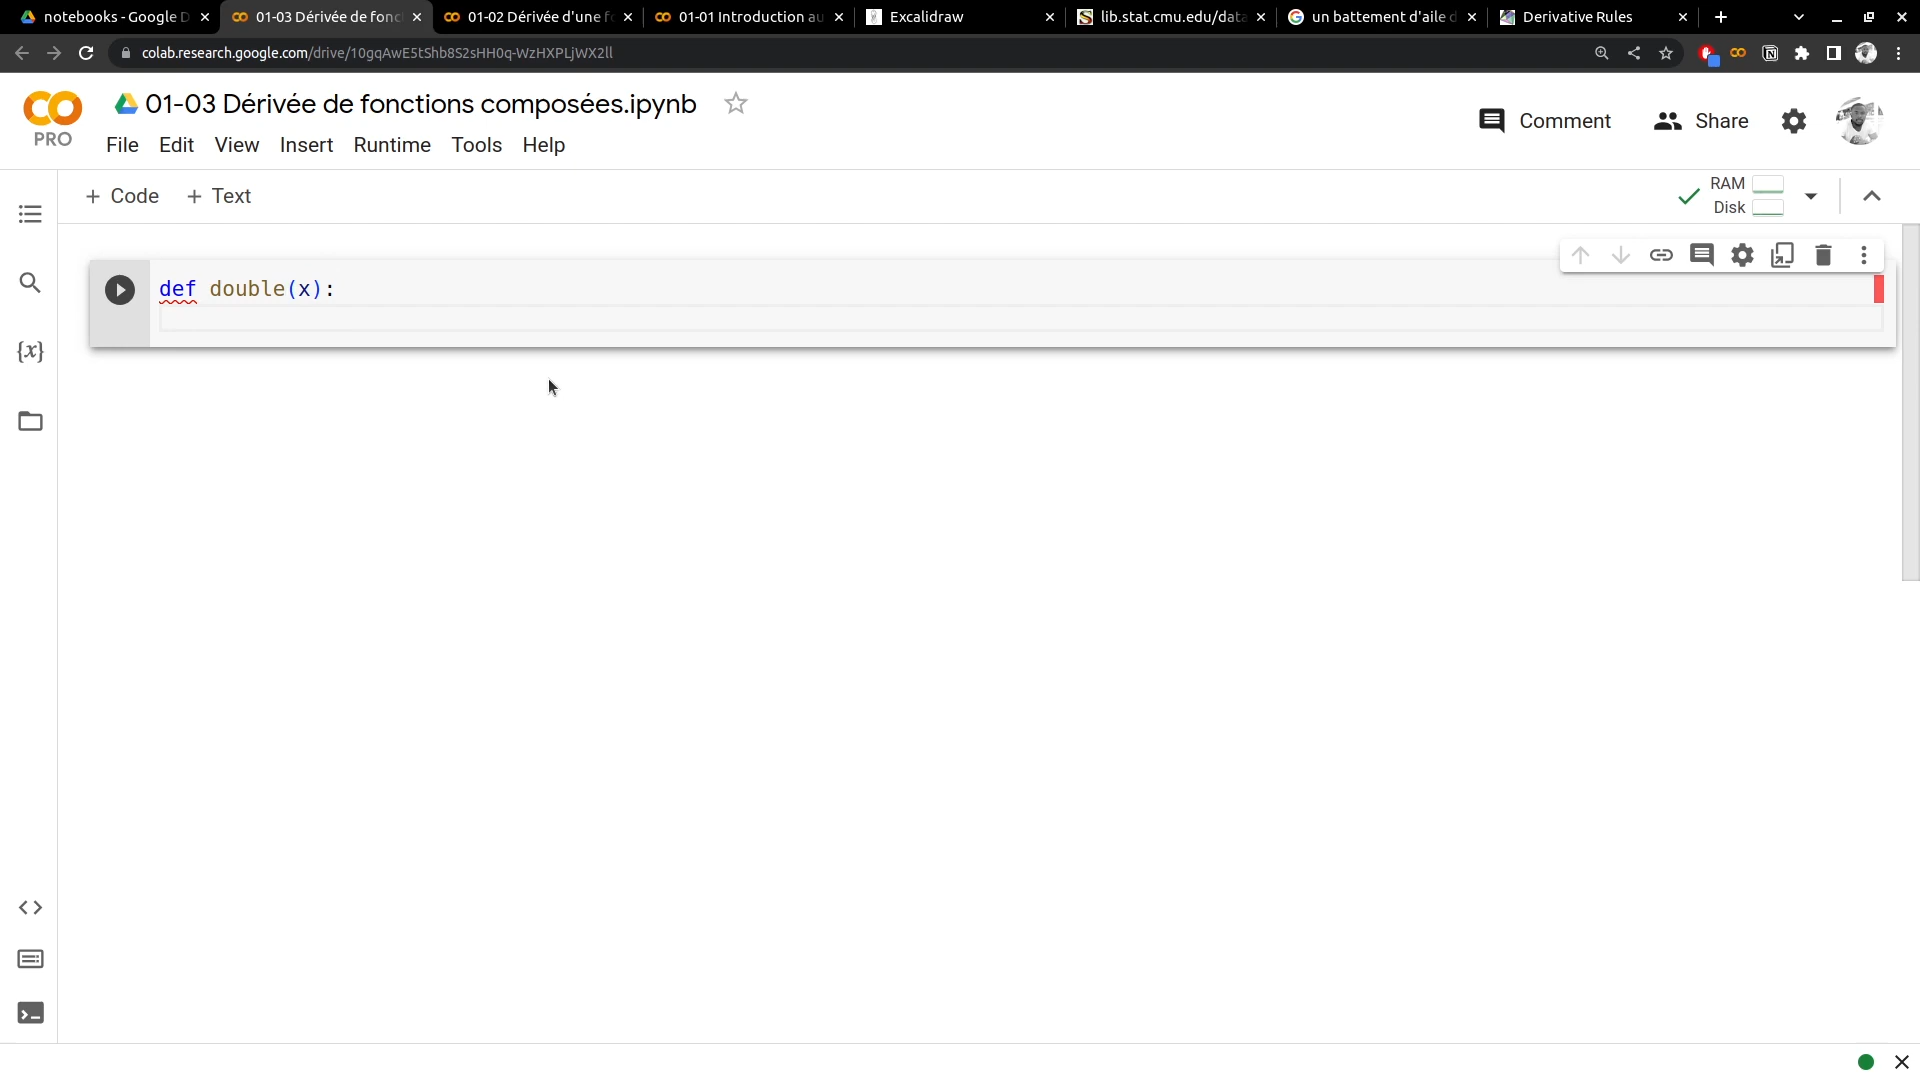 notebooks - Google D
01-03 Dérivée de fonc
01-02 Dérivée d'une f
01-01 Introduction au
Excalidraw
lib.stat.cmu.edu/data
un battement d'aile d
Derivative Rules
colab.research.google.com/drive/10gqAwE5tShb8S2sHH0q-WzHXPLjWX2ll
PRO
01-03 Dérivée de fonctions composées.ipynb
File Edit View Insert Runtime Tools Help
Comment
Share
+ Code + Text
RAM
Disk
{x}
def double(x):